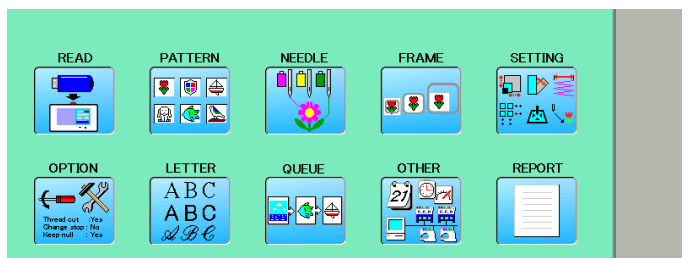 READ PATTERN NEEDLE FRAME SETTING
OPTION LETTER QUEUE OTHER REPORT
Thread cut :Yes
Change stop: No
Keep null : Yes
ABC
ABC
ABC
21